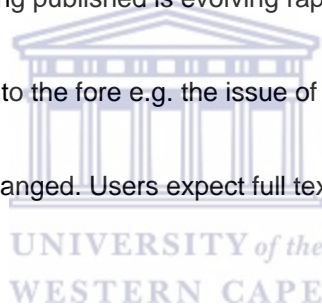 ng published is evolving rap
to the fore e.g. the issue of
anged. Users expect full tex
UNIVERSITY of the
WESTERN CAPE